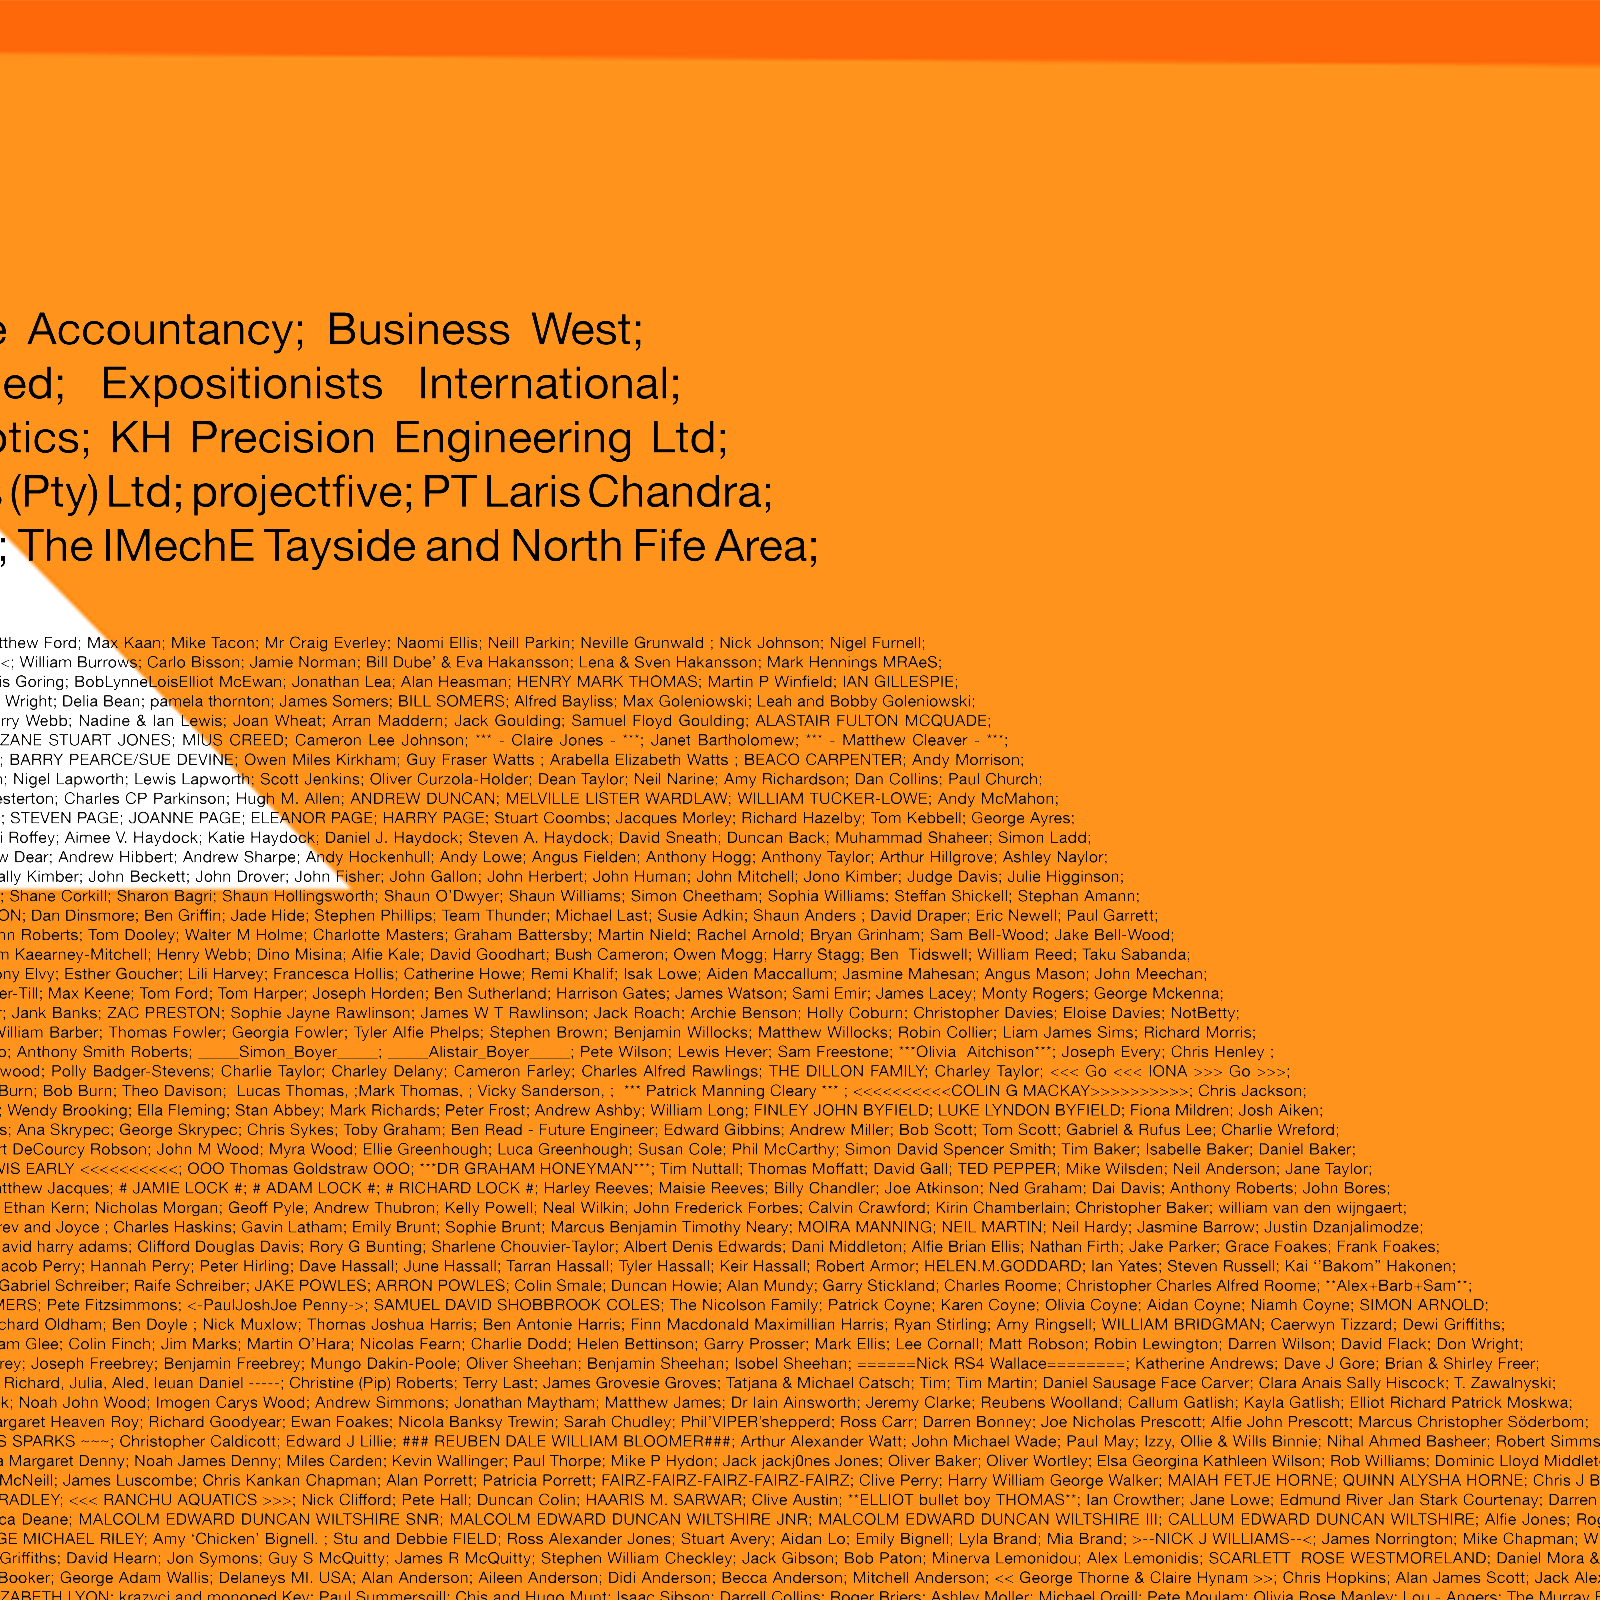 Accountancy; Business West;
ed; Expositionists International;
otics; KH Precision Engineering Ltd;
(Pty) Ltd; projectfive; PT Laris Chandra;
; The IMechE Tayside and North Fife Area;
tthew Ford; Max Kaan; Mike Tacon; Mr Craig Everley; Naomi Ellis; Neill Parkin; Neville Grunwald ; Nick Johnson; Nigel Furnell;
<; William Burrows; Carlo Bisson; Jamie Norman; Bill Dube' & Eva Hakansson; Lena & Sven Hakansson; Mark Hennings MRAeS;
is Goring; BobLynneLoisElliot McEwan; Jonathan Lea; Alan Heasman; HENRY MARK THOMAS; Martin P Winfield; IAN GILLESPIE;
Wright; Delia Bean; pamela thornton; James Somers; BILL SOMERS; Alfred Bayliss; Max Goleniowski; Leah and Bobby Goleniowski;
rry Webb; Nadine & Ian Lewis; Joan Wheat; Arran Maddern; Jack Goulding; Samuel Floyd Goulding; ALASTAIR FULTON MCQUADE;
ZANE STUART JONES; MIUS CREED; Cameron Lee Johnson; *** - Claire Jones - ***; Janet Bartholomew; *** - Matthew Cleaver - ***;
; BARRY PEARCE/SUE DEVINE; Owen Miles Kirkham; Guy Fraser Watts ; Arabella Elizabeth Watts ; BEACO CARPENTER; Andy Morrison;
n; Nigel Lapworth; Lewis Lapworth; Scott Jenkins; Oliver Curzola-Holder; Dean Taylor; Neil Narine; Amy Richardson; Dan Collins; Paul Church;
esterton; Charles CP Parkinson; Hugh M. Allen; ANDREW DUNCAN; MELVILLE LISTER WARDLAW; WILLIAM TUCKER-LOWE; Andy McMahon;
; STEVEN PAGE; JOANNE PAGE; ELEANOR PAGE; HARRY PAGE; Stuart Coombs; Jacques Morley; Richard Hazelby; Tom Kebbell; George Ayres;
i Roffey; Aimee V. Haydock; Katie Haydock; Daniel J. Haydock; Steven A. Haydock; David Sneath; Duncan Back; Muhammad Shaheer; Simon Ladd;
w Dear; Andrew Hibbert; Andrew Sharpe; Andy Hockenhull; Andy Lowe; Angus Fielden; Anthony Hogg; Anthony Taylor; Arthur Hillgrove; Ashley Naylor;
ally Kimber; John Beckett; John Drover; John Fisher; John Gallon; John Herbert; John Human; John Mitchell; Jono Kimber; Judge Davis; Julie Higginson;
; Shane Corkill; Sharon Bagri; Shaun Hollingsworth; Shaun O'Dwyer; Shaun Williams; Simon Cheetham; Sophia Williams; Steffan Shickell; Stephan Amann;
ON; Dan Dinsmore; Ben Griffin; Jade Hide; Stephen Phillips; Team Thunder; Michael Last; Susie Adkin; Shaun Anders ; David Draper; Eric Newell; Paul Garrett;
hn Roberts; Tom Dooley; Walter M Holme; Charlotte Masters; Graham Battersby; Martin Nield; Rachel Arnold; Bryan Grinham; Sam Bell-Wood; Jake Bell-Wood;
m Kaearney-Mitchell; Henry Webb; Dino Misina; Alfie Kale; David Goodhart; Bush Cameron; Owen Mogg; Harry Stagg; Ben  Tidswell; William Reed; Taku Sabanda;
ony Elvy; Esther Goucher; Lili Harvey; Francesca Hollis; Catherine Howe; Remi Khalif; Isak Lowe; Aiden Maccallum; Jasmine Mahesan; Angus Mason; John Meechan;
er-Till; Max Keene; Tom Ford; Tom Harper; Joseph Horden; Ben Sutherland; Harrison Gates; James Watson; Sami Emir; James Lacey; Monty Rogers; George Mckenna;
; Jank Banks; ZAC PRESTON; Sophie Jayne Rawlinson; James W T Rawlinson; Jack Roach; Archie Benson; Holly Coburn; Christopher Davies; Eloise Davies; NotBetty;
William Barber; Thomas Fowler; Georgia Fowler; Tyler Alfie Phelps; Stephen Brown; Benjamin Willocks; Matthew Willocks; Robin Collier; Liam James Sims; Richard Morris;
o; Anthony Smith Roberts; _____Simon_Boyer_____; _____Alistair_Boyer_____; Pete Wilson; Lewis Hever; Sam Freestone; ***Olivia  Aitchison***; Joseph Every; Chris Henley ;
wood; Polly Badger-Stevens; Charlie Taylor; Charley Delany; Cameron Farley; Charles Alfred Rawlings; THE DILLON FAMILY; Charley Taylor; <<< Go <<< IONA >>> Go >>>;
Burn; Bob Burn; Theo Davison;  Lucas Thomas, ;Mark Thomas, ; Vicky Sanderson, ;  *** Patrick Manning Cleary *** ; <<<<<<<<<<COLIN G MACKAY>>>>>>>>>>; Chris Jackson;
; Wendy Brooking; Ella Fleming; Stan Abbey; Mark Richards; Peter Frost; Andrew Ashby; William Long; FINLEY JOHN BYFIELD; LUKE LYNDON BYFIELD; Fiona Mildren; Josh Aiken;
s; Ana Skrypec; George Skrypec; Chris Sykes; Toby Graham; Ben Read - Future Engineer; Edward Gibbins; Andrew Miller; Bob Scott; Tom Scott; Gabriel & Rufus Lee; Charlie Wreford;
rt DeCourcy Robson; John M Wood; Myra Wood; Ellie Greenhough; Luca Greenhough; Susan Cole; Phil McCarthy; Simon David Spencer Smith; Tim Baker; Isabelle Baker; Daniel Baker;
WIS EARLY <<<<<<<<<<; OOO Thomas Goldstraw OOO; ***DR GRAHAM HONEYMAN***; Tim Nuttall; Thomas Moffatt; David Gall; TED PEPPER; Mike Wilsden; Neil Anderson; Jane Taylor;
tthew Jacques; # JAMIE LOCK #; # ADAM LOCK #; # RICHARD LOCK #; Harley Reeves; Maisie Reeves; Billy Chandler; Joe Atkinson; Ned Graham; Dai Davis; Anthony Roberts; John Bores;
Ethan Kern; Nicholas Morgan; Geoff Pyle; Andrew Thubron; Kelly Powell; Neal Wilkin; John Frederick Forbes; Calvin Crawford; Kirin Chamberlain; Christopher Baker; william van den wijngaert;
rev and Joyce ; Charles Haskins; Gavin Latham; Emily Brunt; Sophie Brunt; Marcus Benjamin Timothy Neary; MOIRA MANNING; NEIL MARTIN; Neil Hardy; Jasmine Barrow; Justin Dzanjalimodze;
avid harry adams; Clifford Douglas Davis; Rory G Bunting; Sharlene Chouvier-Taylor; Albert Denis Edwards; Dani Middleton; Alfie Brian Ellis; Nathan Firth; Jake Parker; Grace Foakes; Frank Foakes;
acob Perry; Hannah Perry; Peter Hirling; Dave Hassall; June Hassall; Tarran Hassall; Tyler Hassall; Keir Hassall; Robert Armor; HELEN.M.GODDARD; Ian Yates; Steven Russell; Kai ‘'Bakom’' Hakonen;
Gabriel Schreiber; Raife Schreiber; JAKE POWLES; ARRON POWLES; Colin Smale; Duncan Howie; Alan Mundy; Garry Stickland; Charles Roome; Christopher Charles Alfred Roome; **Alex+Barb+Sam**;
MERS; Pete Fitzsimmons; <-PaulJoshJoe Penny->; SAMUEL DAVID SHOBBROOK COLES; The Nicolson Family; Patrick Coyne; Karen Coyne; Olivia Coyne; Aidan Coyne; Niamh Coyne; SIMON ARNOLD;
chard Oldham; Ben Doyle ; Nick Muxlow; Thomas Joshua Harris; Ben Antonie Harris; Finn Macdonald Maximillian Harris; Ryan Stirling; Amy Ringsell; WILLIAM BRIDGMAN; Caerwyn Tizzard; Dewi Griffiths;
am Glee; Colin Finch; Jim Marks; Martin O'Hara; Nicolas Fearn; Charlie Dodd; Helen Bettinson; Garry Prosser; Mark Ellis; Lee Cornall; Matt Robson; Robin Lewington; Darren Wilson; David Flack; Don Wright;
rey; Joseph Freebrey; Benjamin Freebrey; Mungo Dakin-Poole; Oliver Sheehan; Benjamin Sheehan; Isobel Sheehan; ======Nick RS4 Wallace========; Katherine Andrews; Dave J Gore; Brian & Shirley Freer;
Richard, Julia, Aled, Ieuan Daniel -----; Christine (Pip) Roberts; Terry Last; James Grovesie Groves; Tatjana & Michael Catsch; Tim; Tim Martin; Daniel Sausage Face Carver; Clara Anais Sally Hiscock; T. Zawalnyski;
k; Noah John Wood; Imogen Carys Wood; Andrew Simmons; Jonathan Maytham; Matthew James; Dr Iain Ainsworth; Jeremy Clarke; Reubens Woolland; Callum Gatlish; Kayla Gatlish; Elliot Richard Patrick Moskwa;
argaret Heaven Roy; Richard Goodyear; Ewan Foakes; Nicola Banksy Trewin; Sarah Chudley; Phil'VIPER'shepperd; Ross Carr; Darren Bonney; Joe Nicholas Prescott; Alfie John Prescott; Marcus Christopher Söderbom;
S SPARKS ~~~; Christopher Caldicott; Edward J Lillie; ### REUBEN DALE WILLIAM BLOOMER###; Arthur Alexander Watt; John Michael Wade; Paul May; Izzy, Ollie & Wills Binnie; Nihal Ahmed Basheer; Robert Simms
a Margaret Denny; Noah James Denny; Miles Carden; Kevin Wallinger; Paul Thorpe; Mike P Hydon; Jack jackj0nes Jones; Oliver Baker; Oliver Wortley; Elsa Georgina Kathleen Wilson; Rob Williams; Dominic Lloyd Middlet
McNeill; James Luscombe; Chris Kankan Chapman; Alan Porrett; Patricia Porrett; FAIRZ-FAIRZ-FAIRZ-FAIRZ-FAIRZ; Clive Perry; Harry William George Walker; MAIAH FETJE HORNE; QUINN ALYSHA HORNE; Chris J B
RADLEY; <<< RANCHU AQUATICS >>>; Nick Clifford; Pete Hall; Duncan Colin; HAARIS M. SARWAR; Clive Austin; **ELLIOT bullet boy THOMAS**; Ian Crowther; Jane Lowe; Edmund River Jan Stark Courtenay; Darren
ca Deane; MALCOLM EDWARD DUNCAN WILTSHIRE SNR; MALCOLM EDWARD DUNCAN WILTSHIRE JNR; MALCOLM EDWARD DUNCAN WILTSHIRE III; CALLUM EDWARD DUNCAN WILTSHIRE; Alfie Jones; Rog
GE MICHAEL RILEY; Amy ‘Chicken’ Bignell. ; Stu and Debbie FIELD; Ross Alexander Jones; Stuart Avery; Aidan Lo; Emily Bignell; Lyla Brand; Mia Brand; >--NICK J WILLIAMS--<; James Norrington; Mike Chapman; W
Griffiths; David Hearn; Jon Symons; Guy S McQuitty; James R McQuitty; Stephen William Checkley; Jack Gibson; Bob Paton; Minerva Lemonidou; Alex Lemonidis; SCARLETT  ROSE WESTMORELAND; Daniel Mora &
Booker; George Adam Wallis; Delaneys MI. USA; Alan Anderson; Aileen Anderson; Didi Anderson; Becca Anderson; Mitchell Anderson; << George Thorne & Claire Hynam >>; Chris Hopkins; Alan James Scott; Jack Alex
ZABETH LYON; krazyci and monoped Key; Paul Summersgill; Chis and Hugo Munt; Isaac Sibson; Darrell Collins; Roger Briers; Ashley Moller; Michael Orgill; Pete Moulam; Olivia Rose Manley; Lou - Angers; The Murray